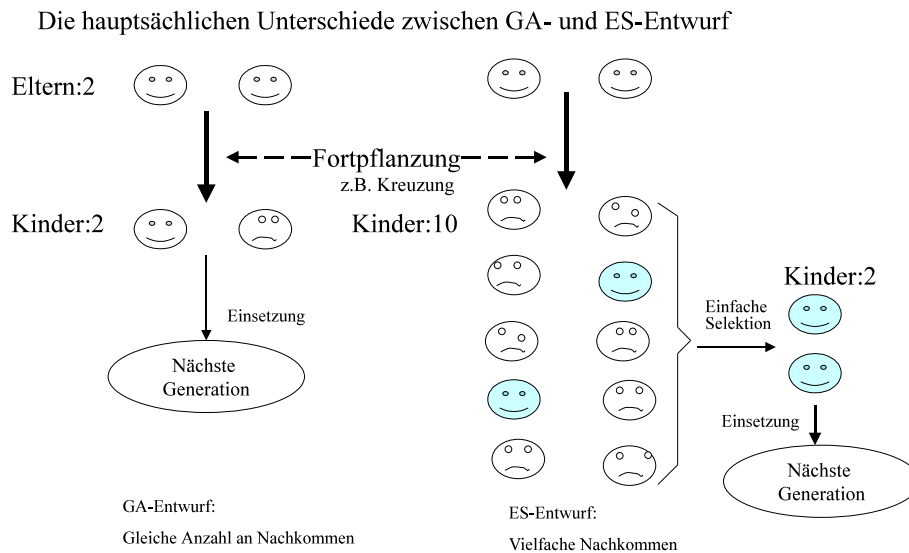 Die hauptsächlichen Unterschiede zwischen GA- und ES-Entwurf
Eltern:2
Fortpflanzung
z.B. Kreuzung
Kinder:2
Kinder:10
Kinder:2
Einfache
Selektion
Einsetzung
Nächste
Generation
Einsetzung
Nächste
Generation
GA-Entwurf:
Gleiche Anzahl an Nachkommen
ES-Entwurf:
Vielfache Nachkommen